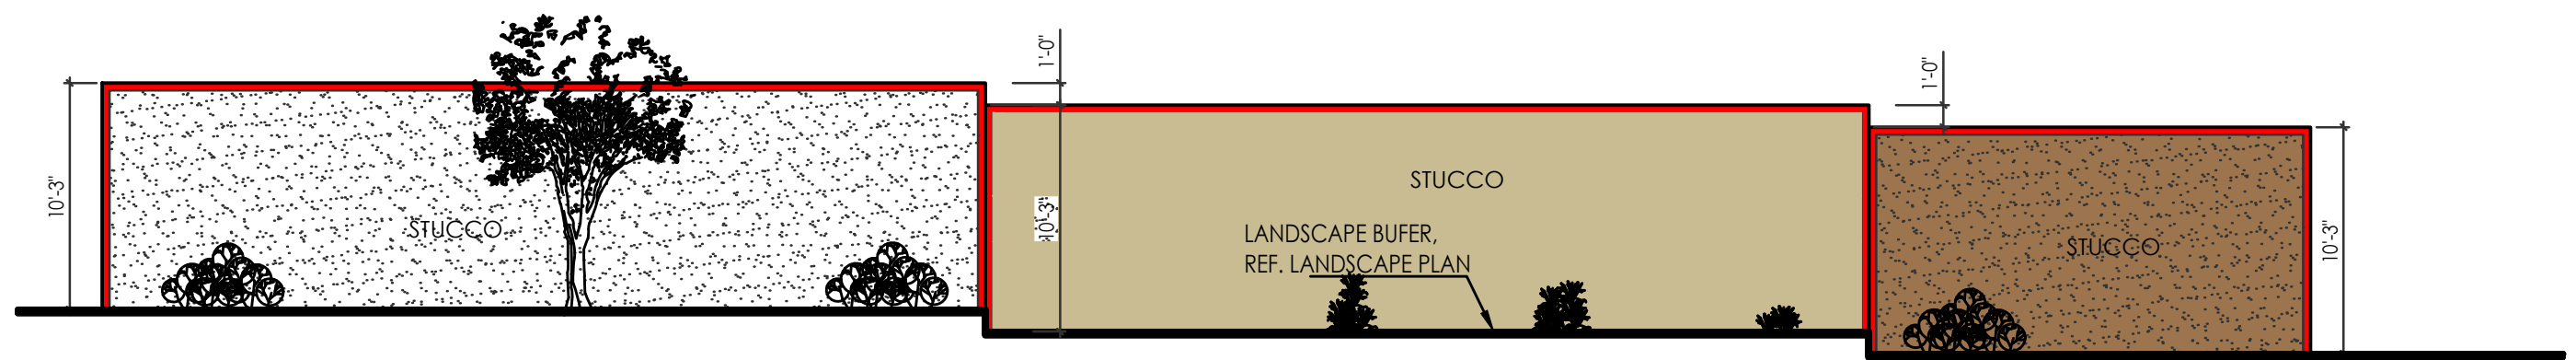 10'-3"
STUCCO
1'-0"
10'-3"
STUCCO
LANDSCAPE BUFER,
REF. LANDSCAPE PLAN
1'-0"
STUCCO
10'-3"